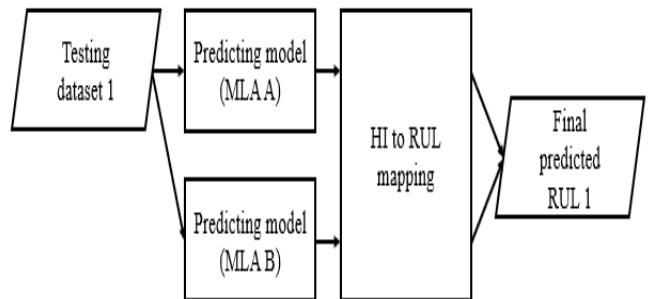 Testing
dataset 1
Predicting model
(MLA A)
Predicting model
(MLA B)
HI to RUL
mapping
Final
predicted
RUL 1